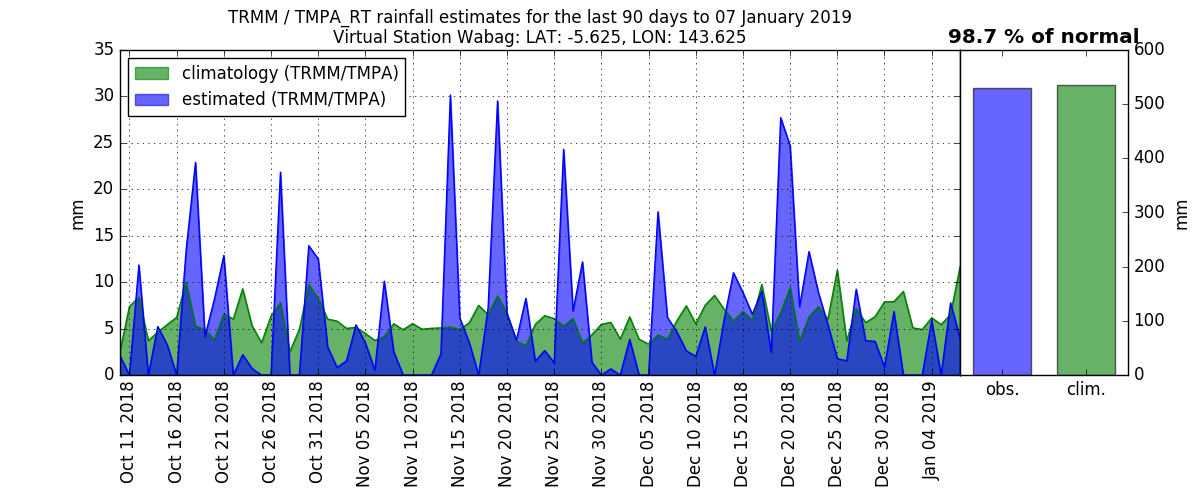 TRMM / TMPA_RT rainfall estimates for the last 90 days to 07 January 2019
Virtual Station Wabag: LAT: -5.625, LON: 143.625
98.7 % of normal
climatology (TRMM/TMPA)
estimated (TRMM/TMPA)
35
30
25
20
15
10
5
0
mm
600
500
400
300
200
100
0
mm
Oct 11 2018
Oct 16 2018
Oct 21 2018
Oct 26 2018
Oct 31 2018
Nov 05 2018
Nov 10 2018
Nov 15 2018
Nov 20 2018
Nov 25 2018
Nov 30 2018
Dec 05 2018
Dec 10 2018
Dec 15 2018
Dec 20 2018
Dec 25 2018
Dec 30 2018
Jan 04 2019
obs.
clim.